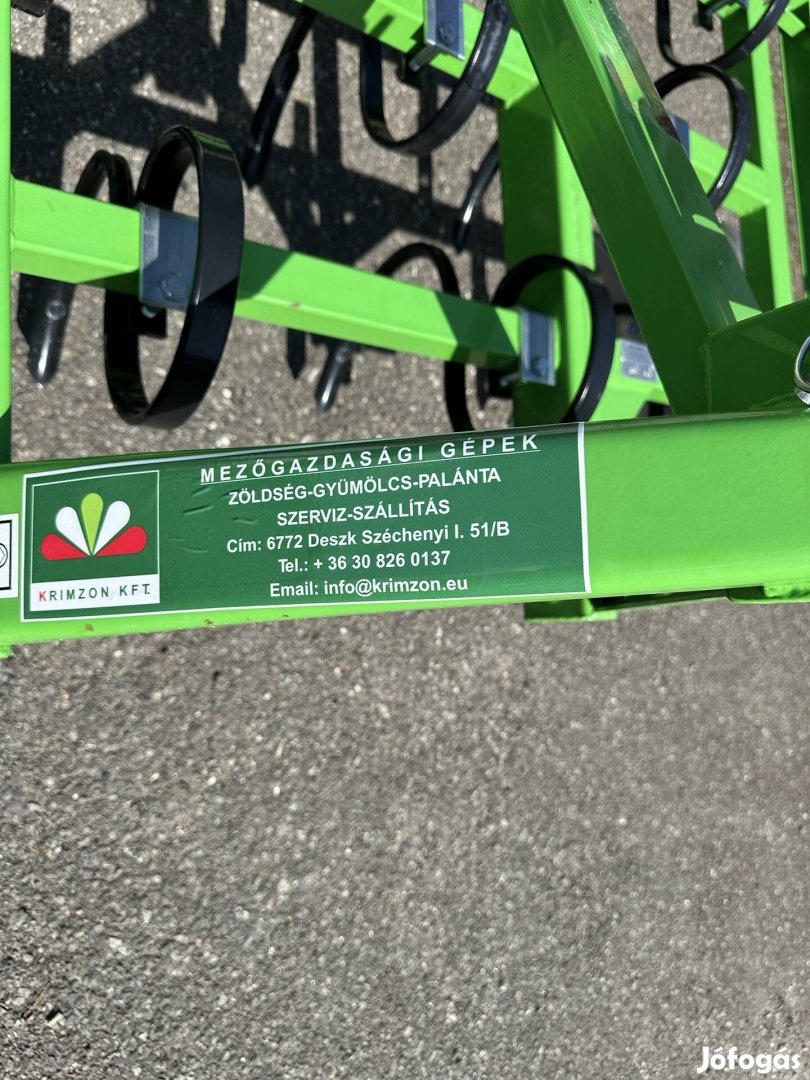 MEZŐGAZDASÁGI GÉPEK
ZÖLDSÉG-GYÜMÖLCS-PALÁNTA
SZERVIZ-SZÁLLÍTÁS
Cím: 6772 Deszk Széchenyi I. 51/B
Tel.: + 36 30 826 0137
Email: info@krimzon.eu
KRIMZON KFT.
Jófogás